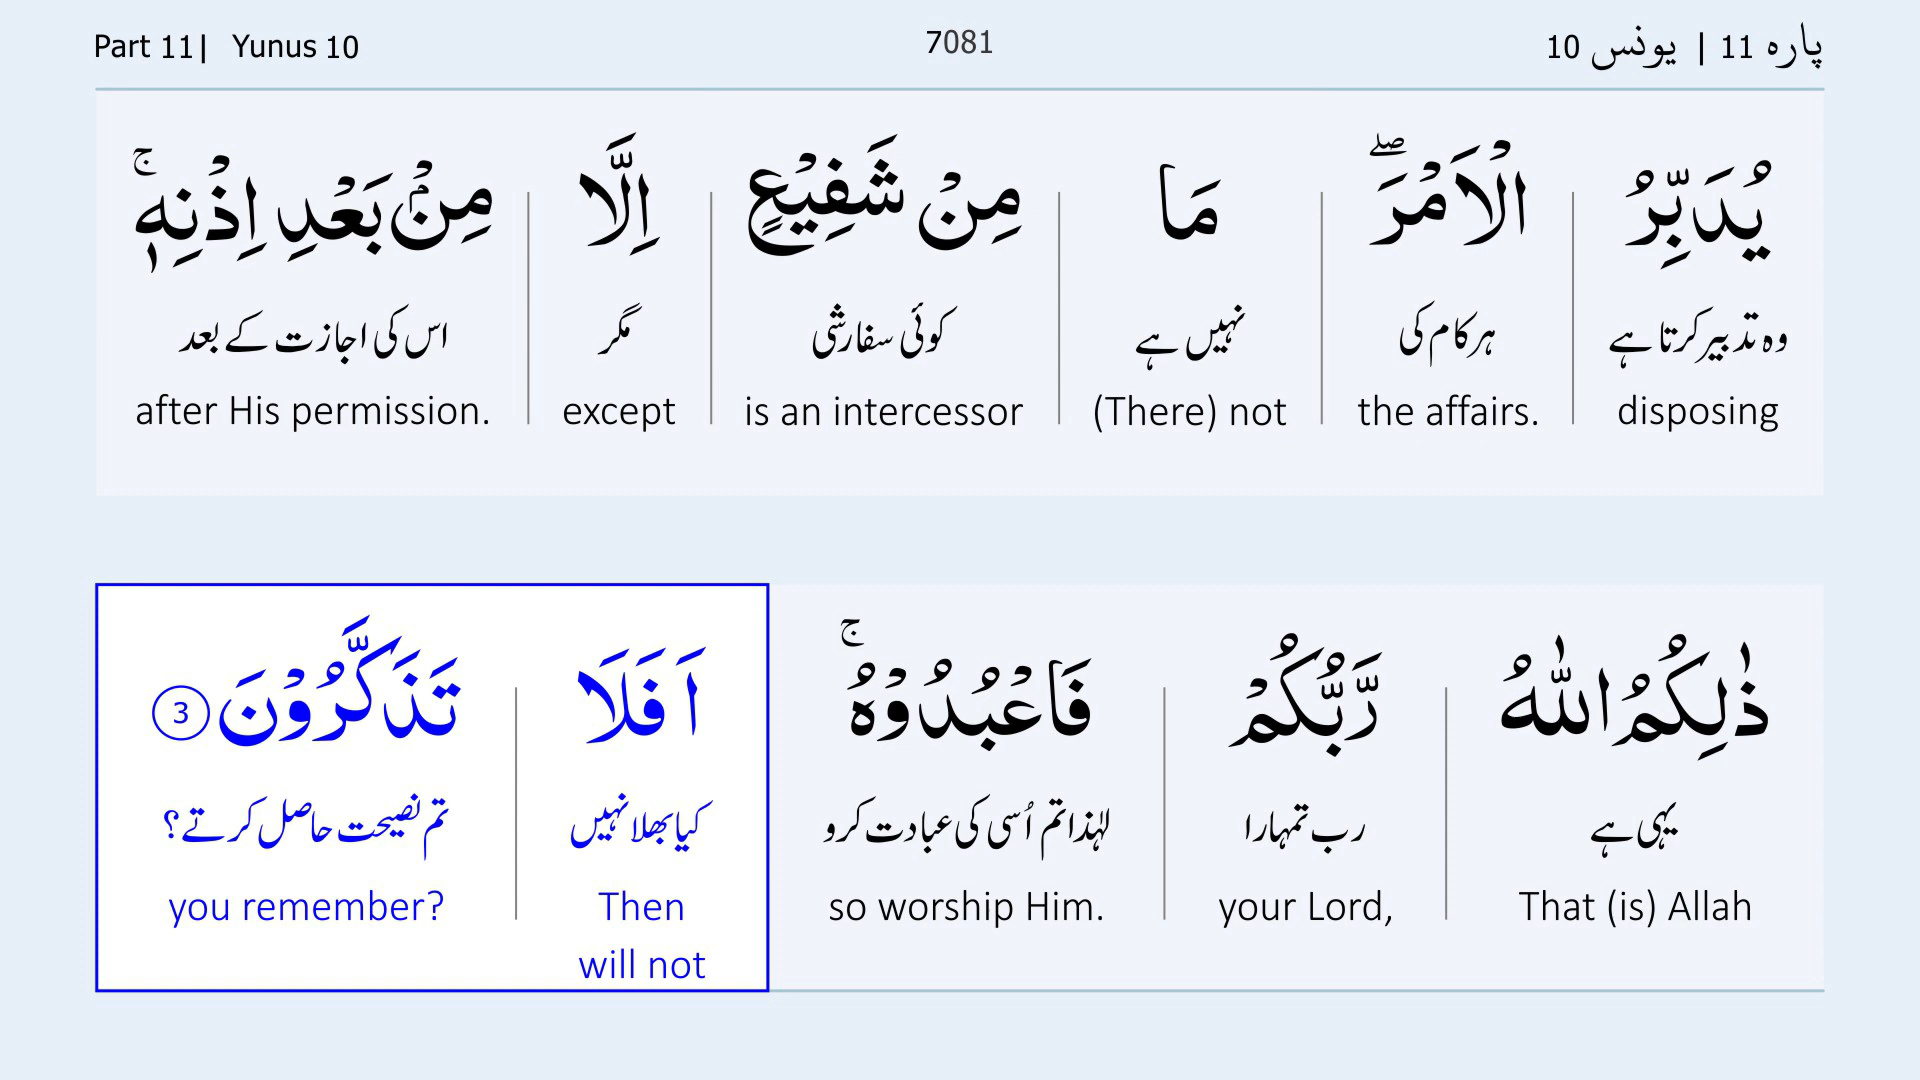 Part 11 | Yunus 10
7081
پارہ 11 | یونس 10
یُدَبِّرُ الْاَمْرَ ؕۖ مَا مِنْ شَفِیْعٍ اِلَّا مِنْۢ بَعْدِ اِذْنِهٖ ۚ
وہ تدبیر کرتا ہے ہر کام کی نہیں ہے کوئی سفارشی مگر اس کی اجازت کے بعد
disposing the affairs. (There) not is an intercessor except after His permission.
ذٰلِكُمُ اللّٰهُ رَبُّكُمْ فَاعْبُدُوْهُ ۚ اَفَلَا تَذَكَّرُوْنَ 3
یہی ہے رب تمہارا لہٰذا تم اُسی کی عبادت کرو کیا بھلا نہیں تم نصیحت حاصل کرتے؟
That (is) Allah your Lord, so worship Him. Then will not you remember?